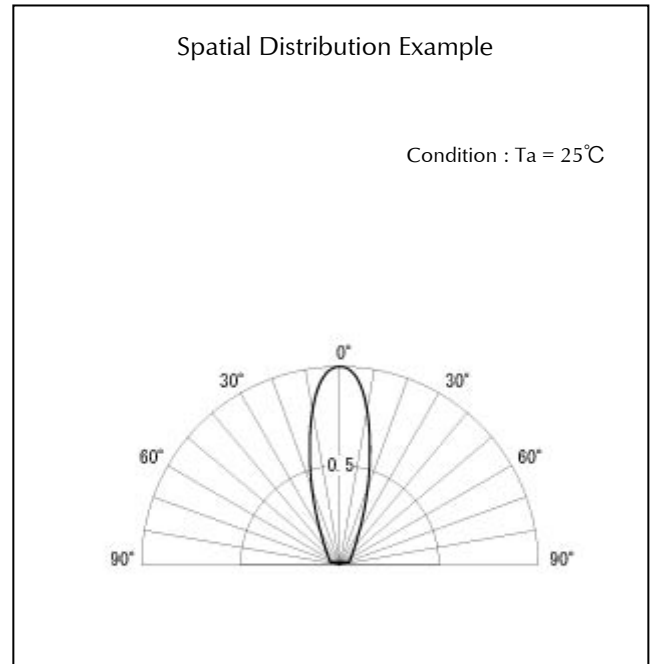 Spatial Distribution Example
Condition : Ta = 25℃
0°
30° 30°
60° 0. 5 60°
90° 90°